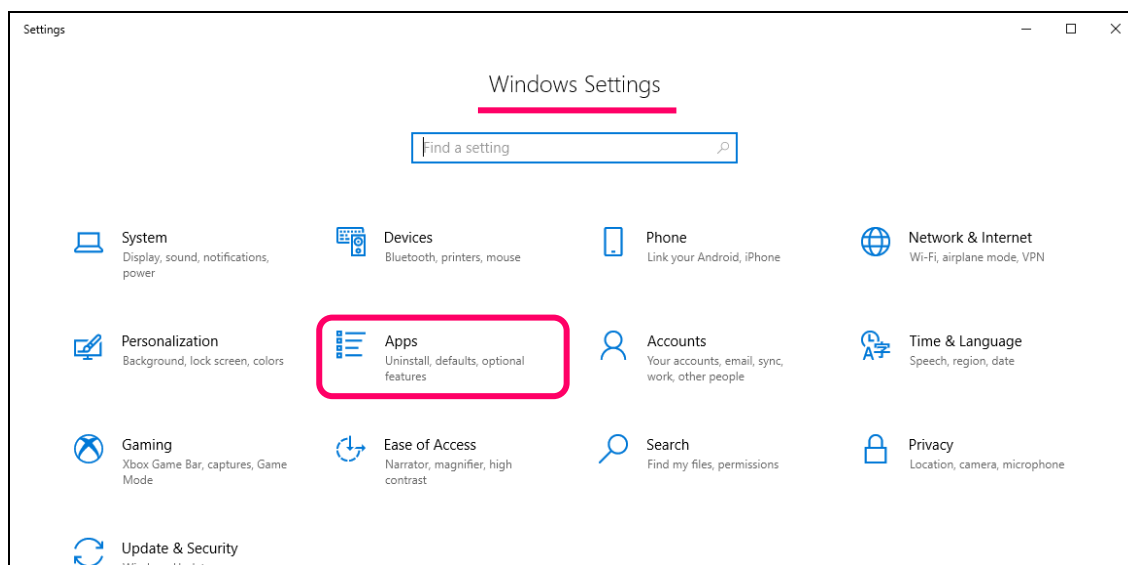 Settings
Windows Settings
Find a setting
System
Display, sound, notifications,
power
Devices
Bluetooth, printers, mouse
Phone
Link your Android, iPhone
Network & Internet
Wi-Fi, airplane mode, VPN
Personalization
Background, lock screen, colors
Apps
Uninstall, defaults, optional
features
Accounts
Your accounts, email, sync,
work, other people
Time & Language
Speech, region, date
Gaming
Xbox Game Bar, captures, Game
Mode
Ease of Access
Narrator, magnifier, high
contrast
Search
Find my files, permissions
Privacy
Location, camera, microphone
Update & Security